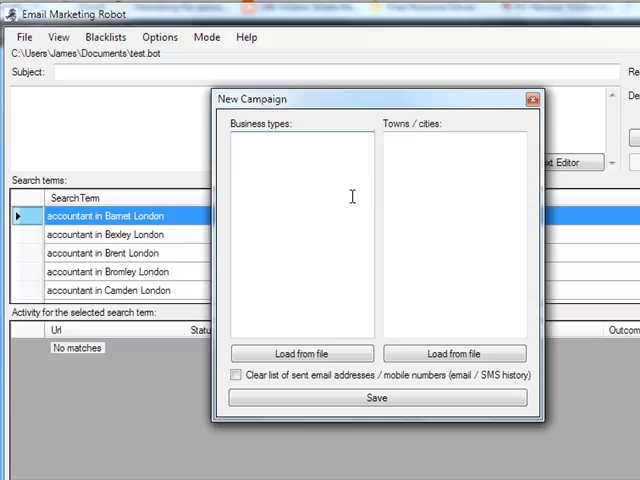 Email Marketing Robot
File View Blacklists Options Mode Help
C:\Users\James\Documents\test.bot
Subject:
New Campaign
Business types:
Towns / cities:
Text Editor
Search terms:
SearchTerm
accountant in Barnet London
accountant in Bexley London
accountant in Brent London
accountant in Bromley London
accountant in Camden London
Load from file
Load from file
Clear list of sent email addresses / mobile numbers (email / SMS history)
Save
Activity for the selected search term:
Url
Outcom
No matches